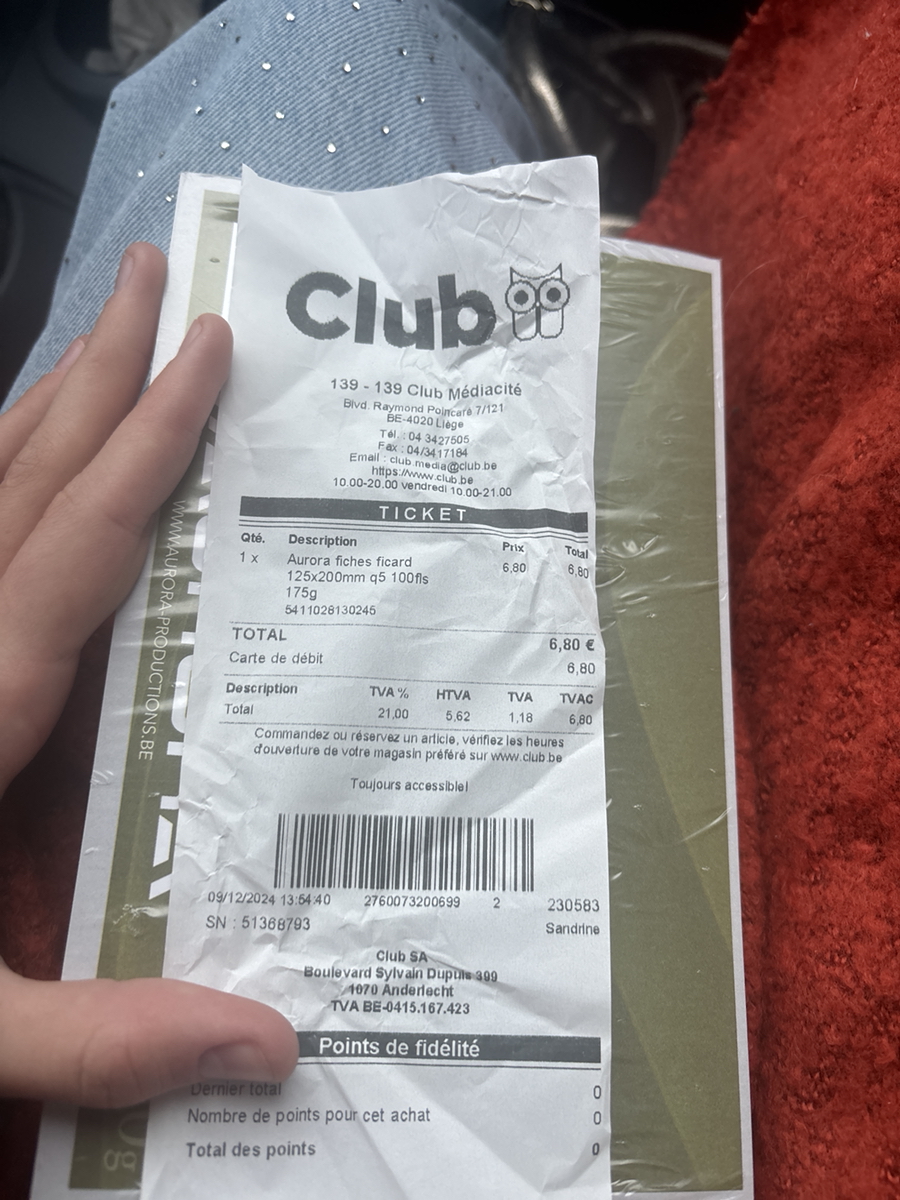 Club
139 - 139 Club Médiacité
Blvd. Raymond Poincaré 7/121
BE-4020 Liège
Tél. : 04 3427505
Fax : 04/3417184
Email : club.media@club.be
https://www.club.be
10.00-20.00 vendredi 10.00-21.00
TICKET
Qté. Description Prix Total
1 x Aurora fiches ficard 6,80 6,80
125x200mm q5 100fls
175g
5411028130245
TOTAL 6,80 €
Carte de débit 6,80
Description TVA % HTVA TVA TVAC
Total 21,00 5,62 1,18 6,80
Commandez ou réservez un article, vérifiez les heures
d'ouverture de votre magasin préféré sur www.club.be
Toujours accessible!
09/12/2024 13:54:40 2760073200699 2 230583
SN : 51368793 Sandrine
Club SA
Boulevard Sylvain Dupuis 399
1070 Anderlecht
TVA BE-0415.167.423
Points de fidélité
Dernier total 0
Nombre de points pour cet achat 0
Total des points 0
WWW.AURORA-PRODUCTIONS.BE